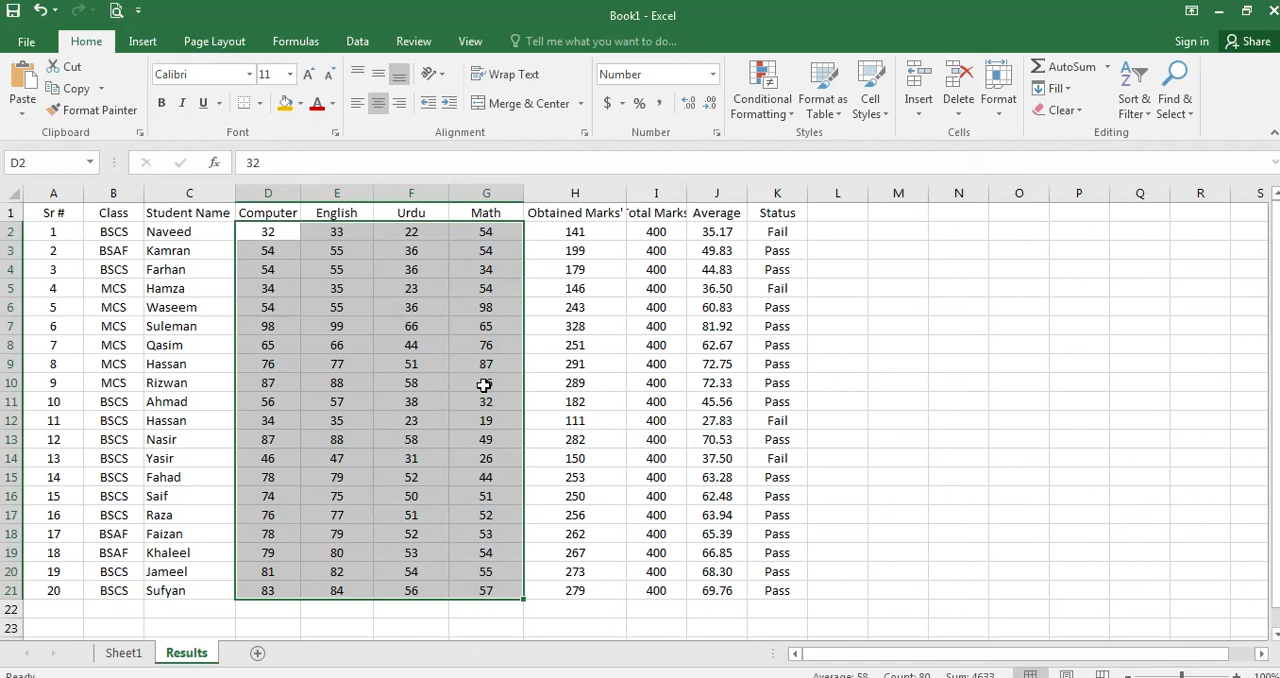 Book1 - Excel
File Home Insert Page Layout Formulas Data Review View Tell me what you want to do... Sign in Share
Paste Cut Copy Format Painter Clipboard
Calibri 11 B I U A Font
Wrap Text Merge & Center Alignment
Number $ % , Number
Conditional Formatting Format as Table Cell Styles Styles
Insert Delete Format Cells
AutoSum Fill Clear Sort & Filter Find & Select Editing
D2 fx 32
A B C D E F G H I J K L M N O P Q R S
1 Sr # Class Student Name Computer English Urdu Math Obtained Marks' Total Marks Average Status
2 1 BSCS Naveed 32 33 22 54 141 400 35.17 Fail
3 2 BSAF Kamran 54 55 36 54 199 400 49.83 Pass
4 3 BSCS Farhan 54 55 36 34 179 400 44.83 Pass
5 4 MCS Hamza 34 35 23 54 146 400 36.50 Fail
6 5 MCS Waseem 54 55 36 98 243 400 60.83 Pass
7 6 MCS Suleman 98 99 66 65 328 400 81.92 Pass
8 7 MCS Qasim 65 66 44 76 251 400 62.67 Pass
9 8 MCS Hassan 76 77 51 87 291 400 72.75 Pass
10 9 MCS Rizwan 87 88 58 289 400 72.33 Pass
11 10 BSCS Ahmad 56 57 38 32 182 400 45.56 Pass
12 11 BSCS Hassan 34 35 23 19 111 400 27.83 Fail
13 12 BSCS Nasir 87 88 58 49 282 400 70.53 Pass
14 13 BSCS Yasir 46 47 31 26 150 400 37.50 Fail
15 14 BSCS Fahad 78 79 52 44 253 400 63.28 Pass
16 15 BSCS Saif 74 75 50 51 250 400 62.48 Pass
17 16 BSCS Raza 76 77 51 52 256 400 63.94 Pass
18 17 BSAF Faizan 78 79 52 53 262 400 65.39 Pass
19 18 BSAF Khaleel 79 80 53 54 267 400 66.85 Pass
20 19 BSCS Jameel 81 82 54 55 273 400 68.30 Pass
21 20 BSCS Sufyan 83 84 56 57 279 400 69.76 Pass
22
23
Sheet1 Results
Ready Average: 58 Count: 80 Sum: 4633 100%